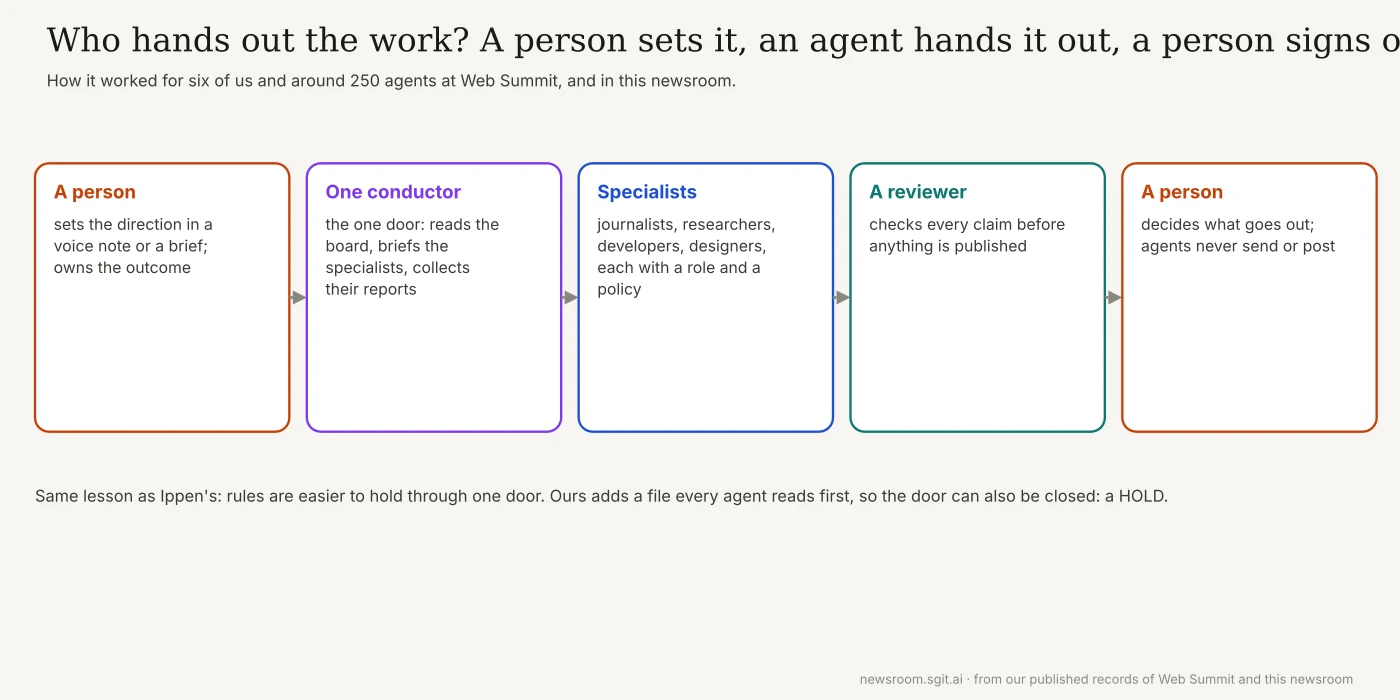 Who hands out the work? A person sets it, an agent hands it out, a person signs o
How it worked for six of us and around 250 agents at Web Summit, and in this newsroom.
A person
sets the direction in a
voice note or a brief;
owns the outcome
One conductor
the one door: reads the
board, briefs the
specialists, collects
their reports
Specialists
journalists, researchers,
developers, designers,
each with a role and a
policy
A reviewer
checks every claim before
anything is published
A person
decides what goes out;
agents never send or post
Same lesson as Ippen's: rules are easier to hold through one door. Ours adds a file every agent reads first, so the door can also be closed: a HOLD.
newsroom.sgit.ai · from our published records of Web Summit and this newsroom